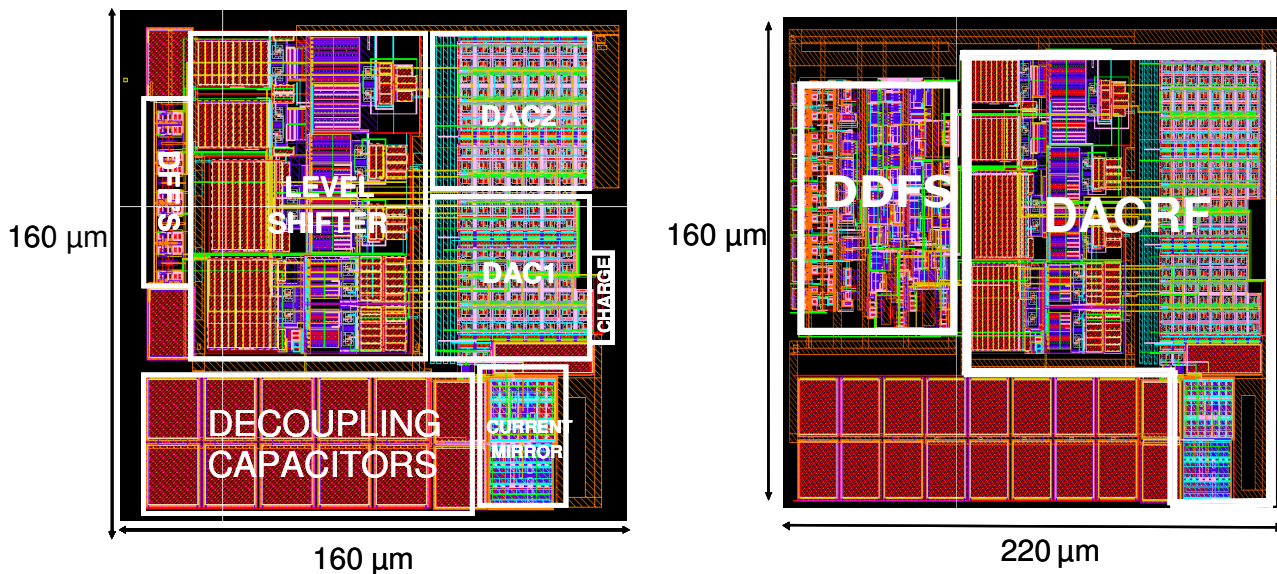 DFF'S
LEVEL
SHIFTER
DAC2
DAC1
CHARGE
DECOUPLING
CAPACITORS
CURRENT
MIRROR
160 µm
160 µm
DDFS
DACRF
160 µm
220 µm